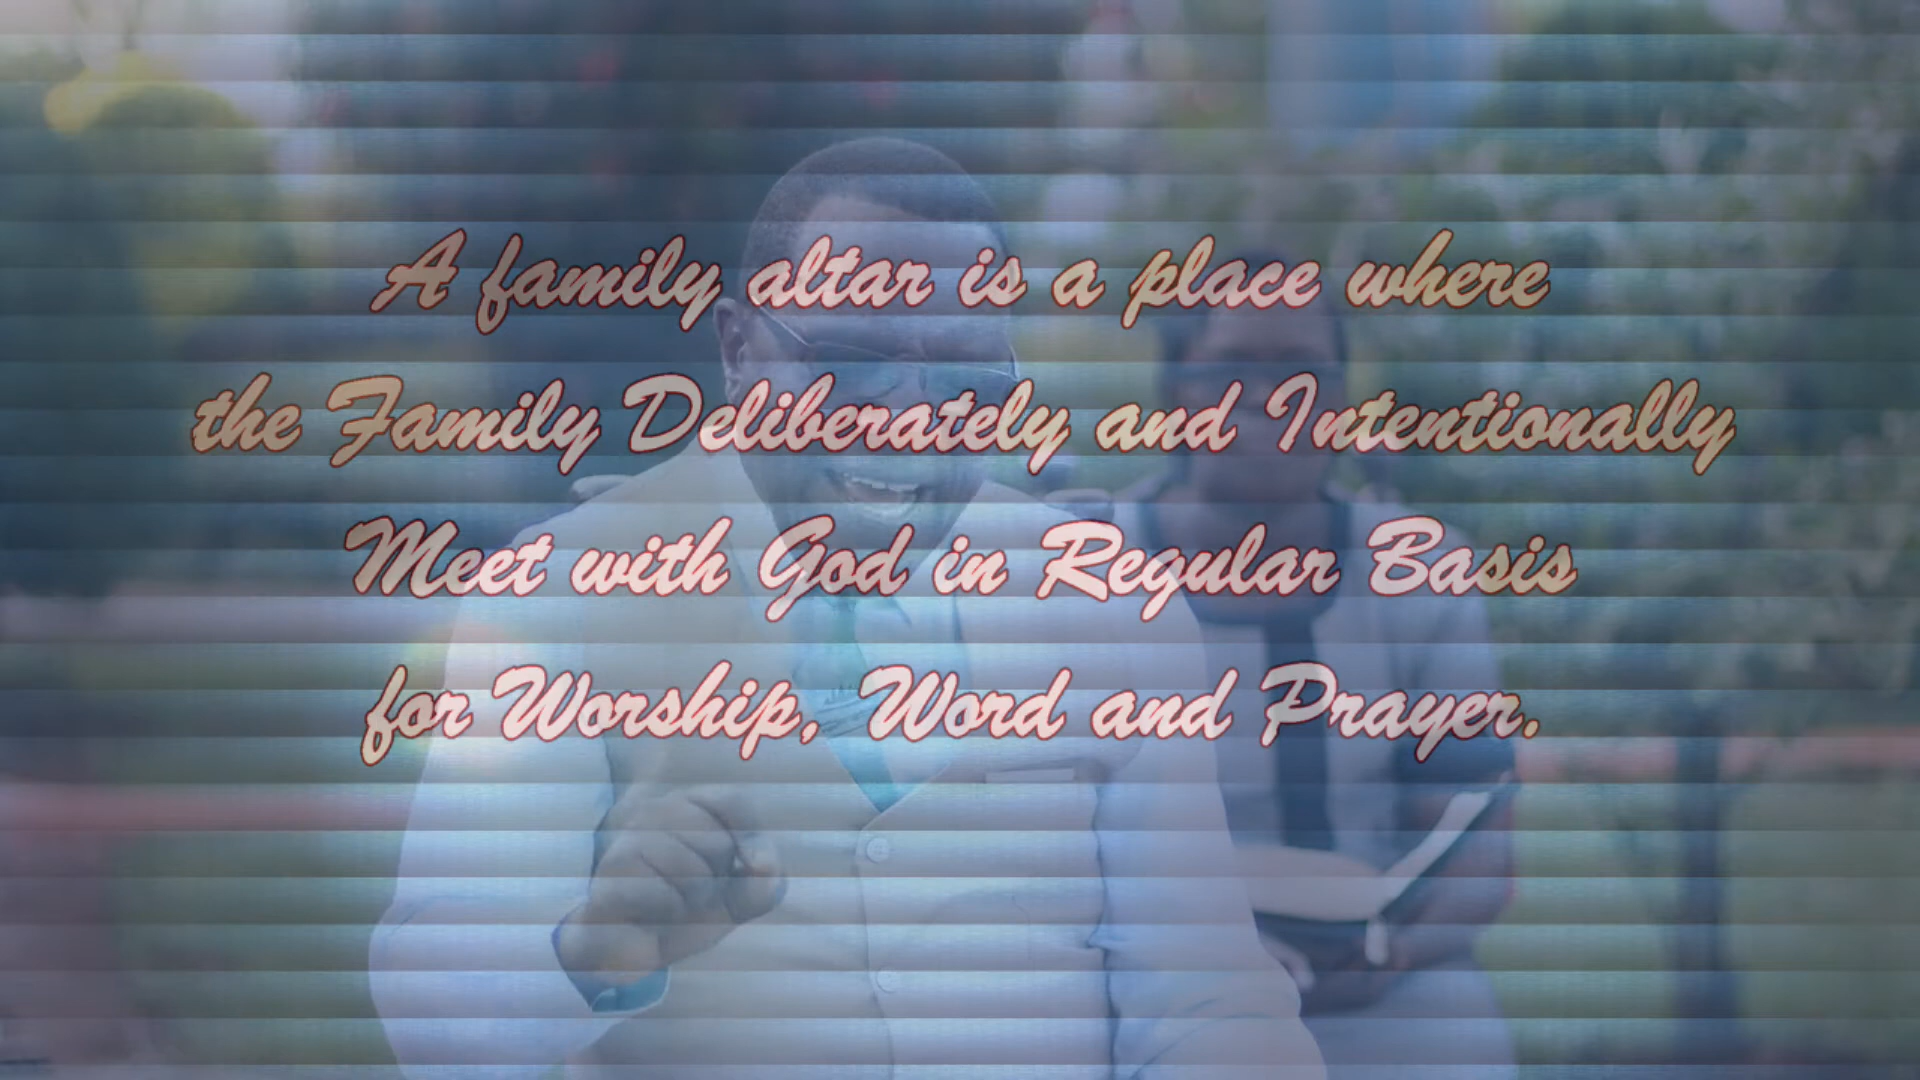 A family altar is a place where
the Family Deliberately and Intentionally
Meet with God in Regular Basis
for Worship, Word and Prayer.